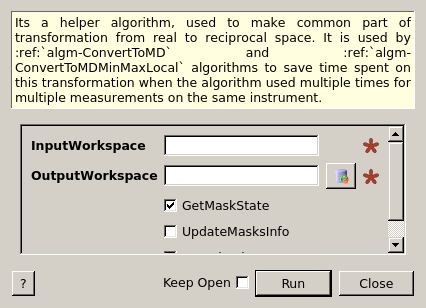 Its a helper algorithm, used to make common part of
transformation from real to reciprocal space. It is used by
:ref:`algm-ConvertToMD` and :ref:`algm-
ConvertToMDMinMaxLocal` algorithms to save time spent on
this transformation when the algorithm used multiple times for
multiple measurements on the same instrument.
InputWorkspace *
OutputWorkspace *
GetMaskState
UpdateMasksInfo
? Keep Open Run Close